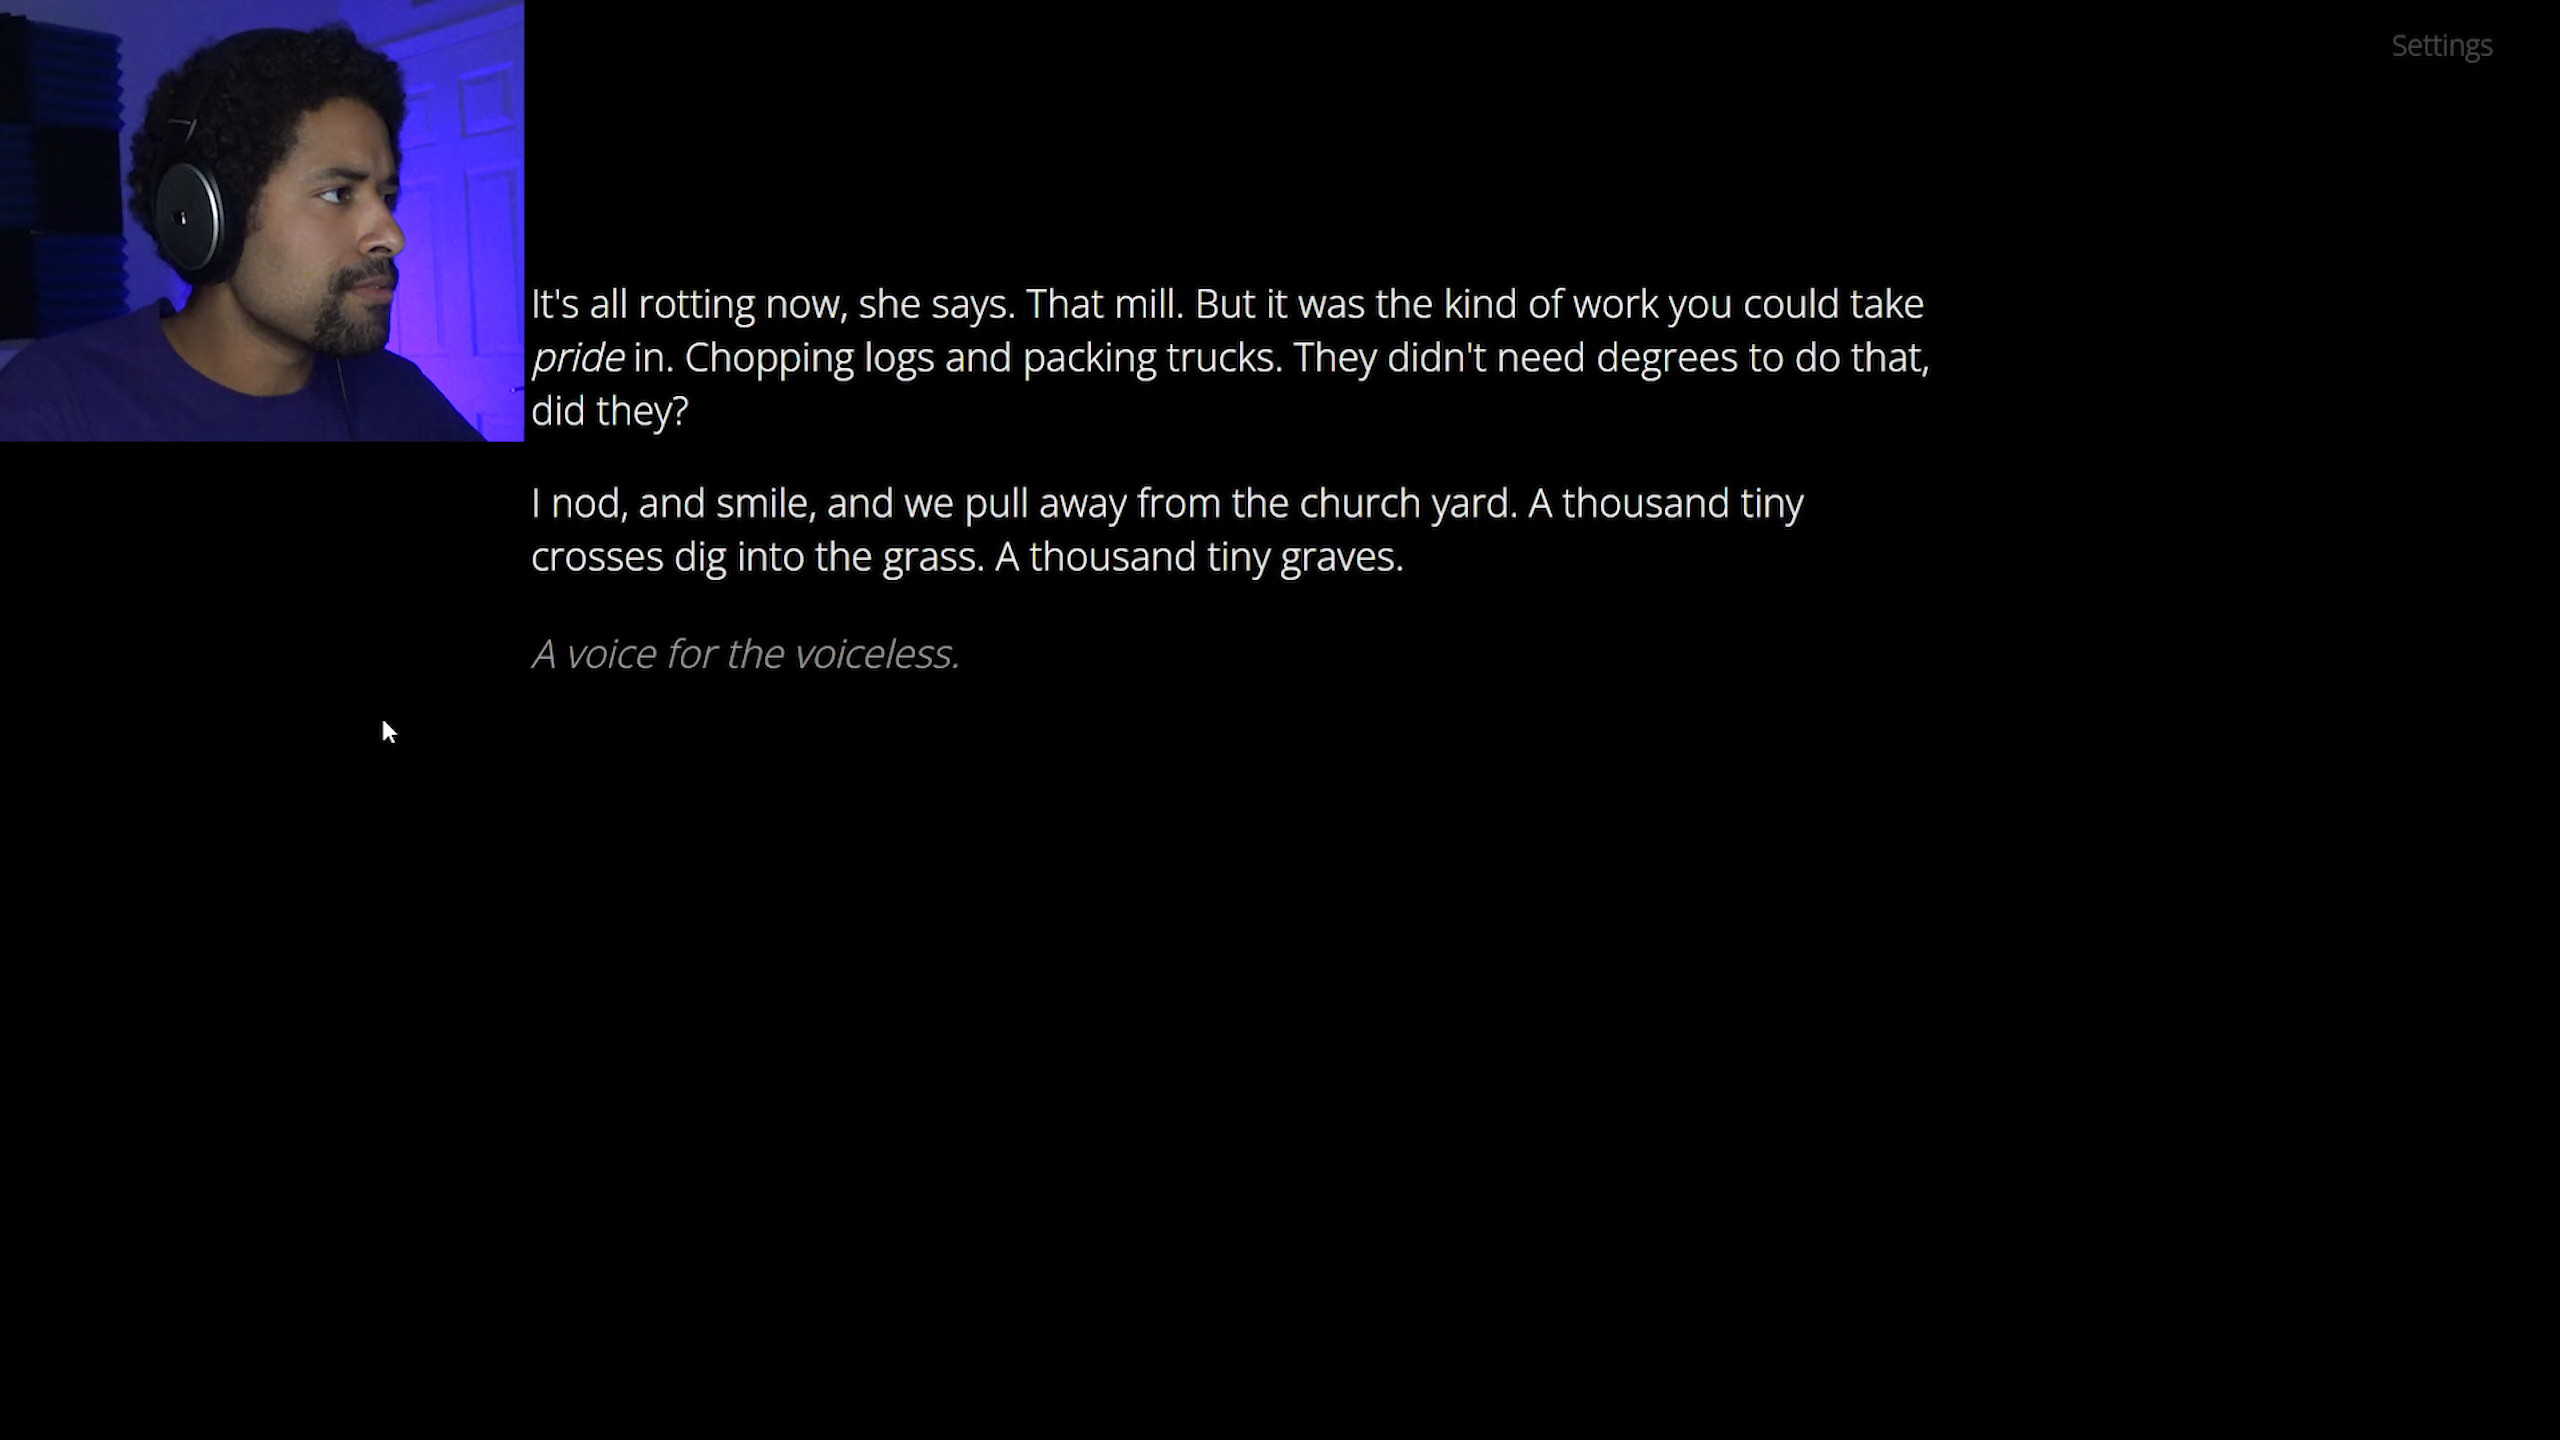 Settings
It's all rotting now, she says. That mill. But it was the kind of work you could take
pride in. Chopping logs and packing trucks. They didn't need degrees to do that,
did they?
I nod, and smile, and we pull away from the church yard. A thousand tiny
crosses dig into the grass. A thousand tiny graves.
A voice for the voiceless.